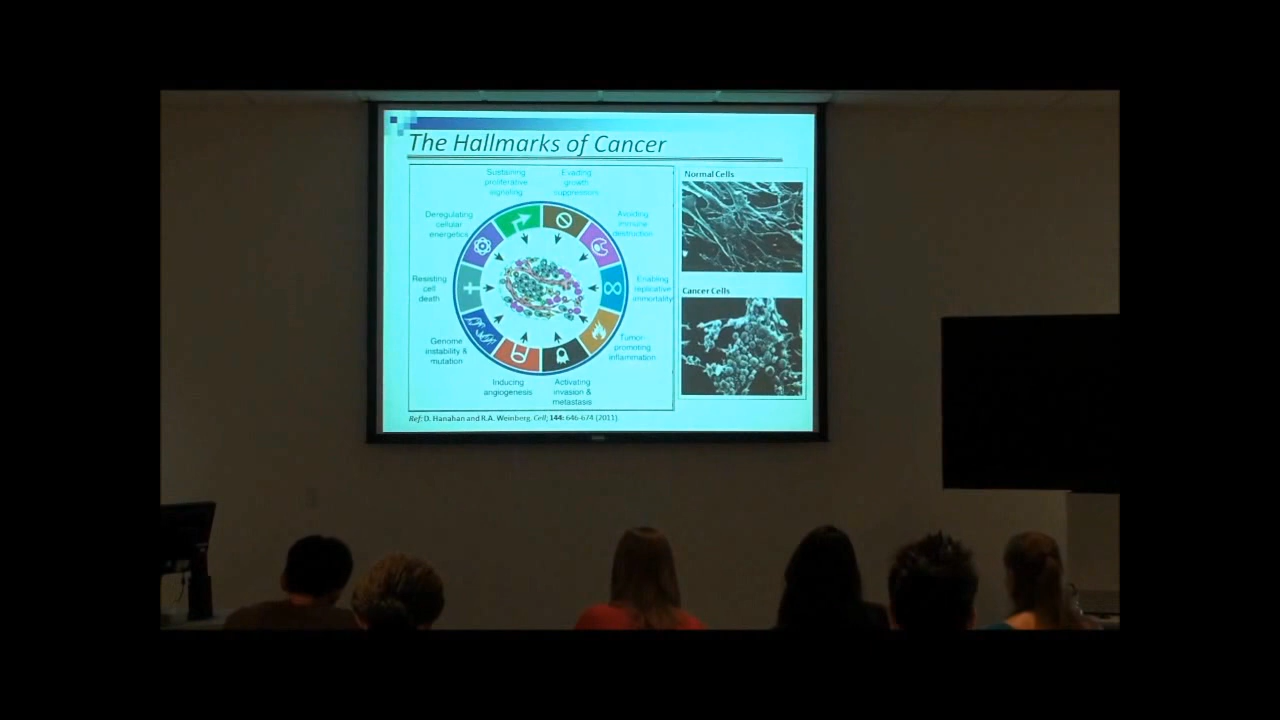 The Hallmarks of Cancer
Sustaining
proliferative
signaling
Evading
growth
suppressors
Deregulating
cellular
energetics
Avoiding
immune
destruction
Resisting
cell
death
Enabling
replicative
immortality
Genome
instability &
mutation
Tumor-
promoting
inflammation
Inducing
angiogenesis
Activating
invasion &
metastasis
Normal Cells
Cancer Cells
Ref: D. Hanahan and R.A. Weinberg. Cell; 144: 646-674 (2011).